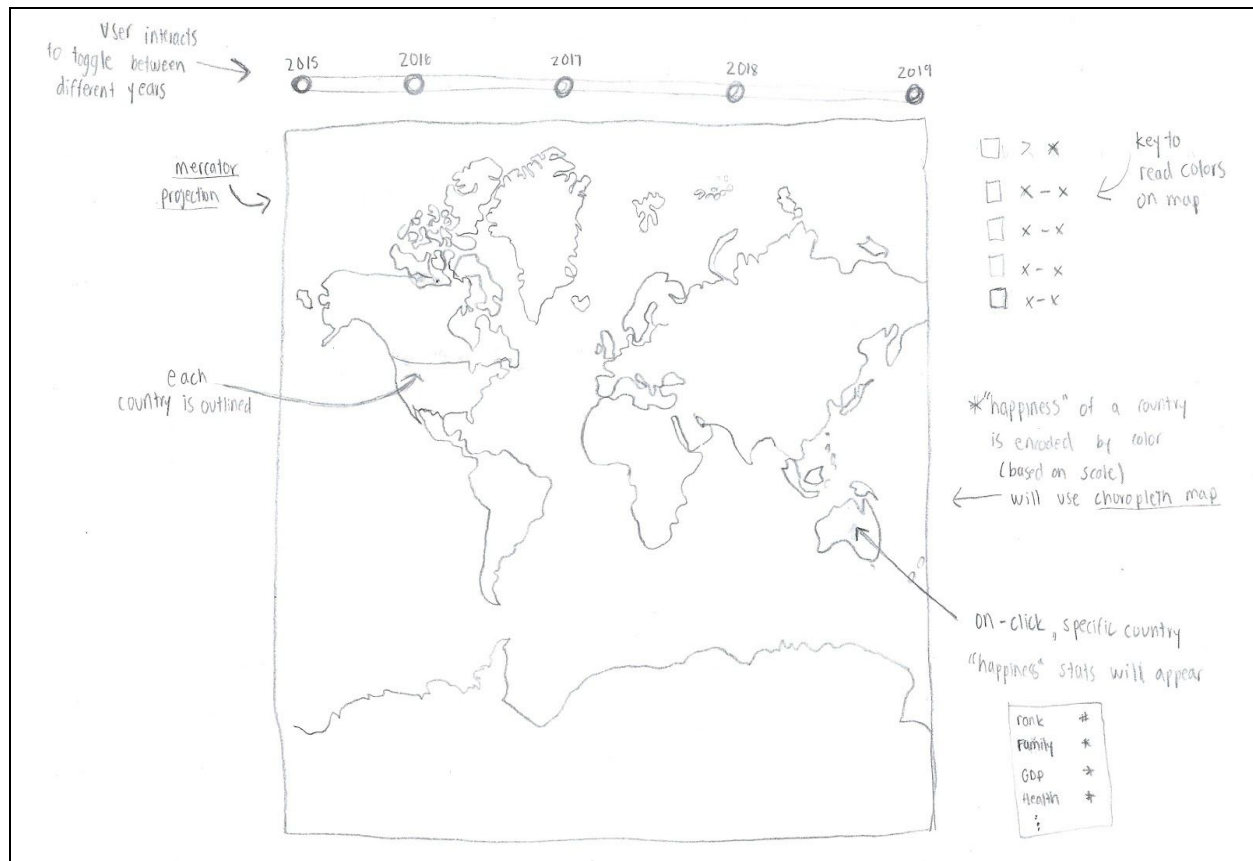 User interacts
to toggle between
different years
2015 2016 2017 2018 2019
mercator
projection
> *
x - x
x - x
x - x
x - x
key to
read colors
on map
each
country is outlined
*"happiness" of a country
is encoded by color
(based on scale)
will use choropleth map
on-click, specific country
"happiness" stats will appear
rank #
Family *
GDP *
Health *
⋮